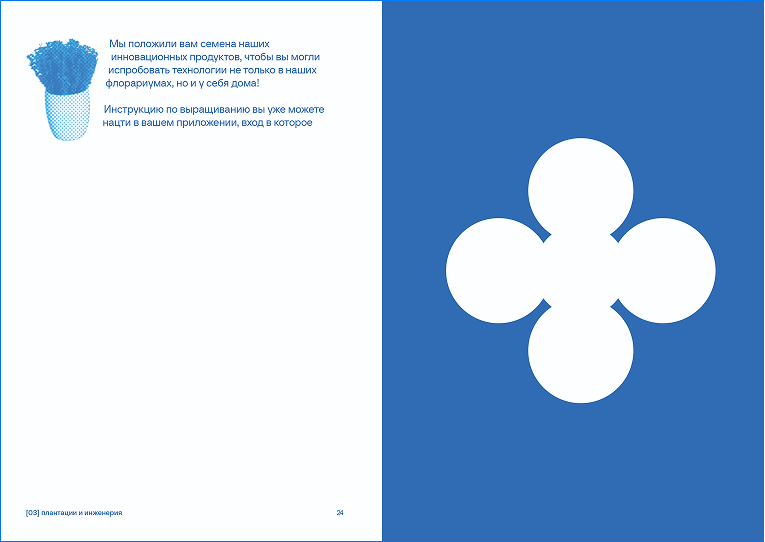 Мы положили вам семена наших
инновационных продуктов, чтобы вы могли
испробовать технологии не только в наших
флорариумах, но и у себя дома!
Инструкцию по выращиванию вы уже можете
нацти в вашем приложении, вход в которое
[03] плантации и инженерия
24